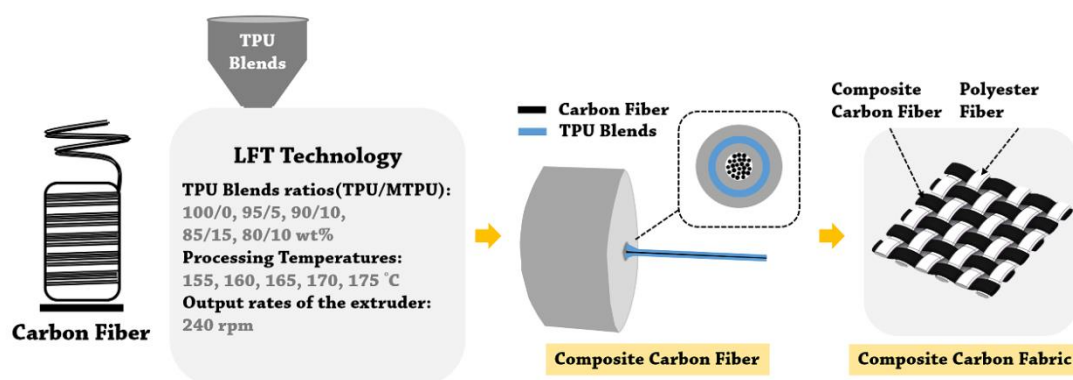 TPU
Blends
Carbon Fiber
LFT Technology
TPU Blends ratios(TPU/MTPU):
100/0, 95/5, 90/10,
85/15, 80/10 wt%
Processing Temperatures:
155, 160, 165, 170, 175 °C
Output rates of the extruder:
240 rpm
Carbon Fiber
TPU Blends
Composite Carbon Fiber
Composite
Carbon Fiber
Polyester
Fiber
Composite Carbon Fabric